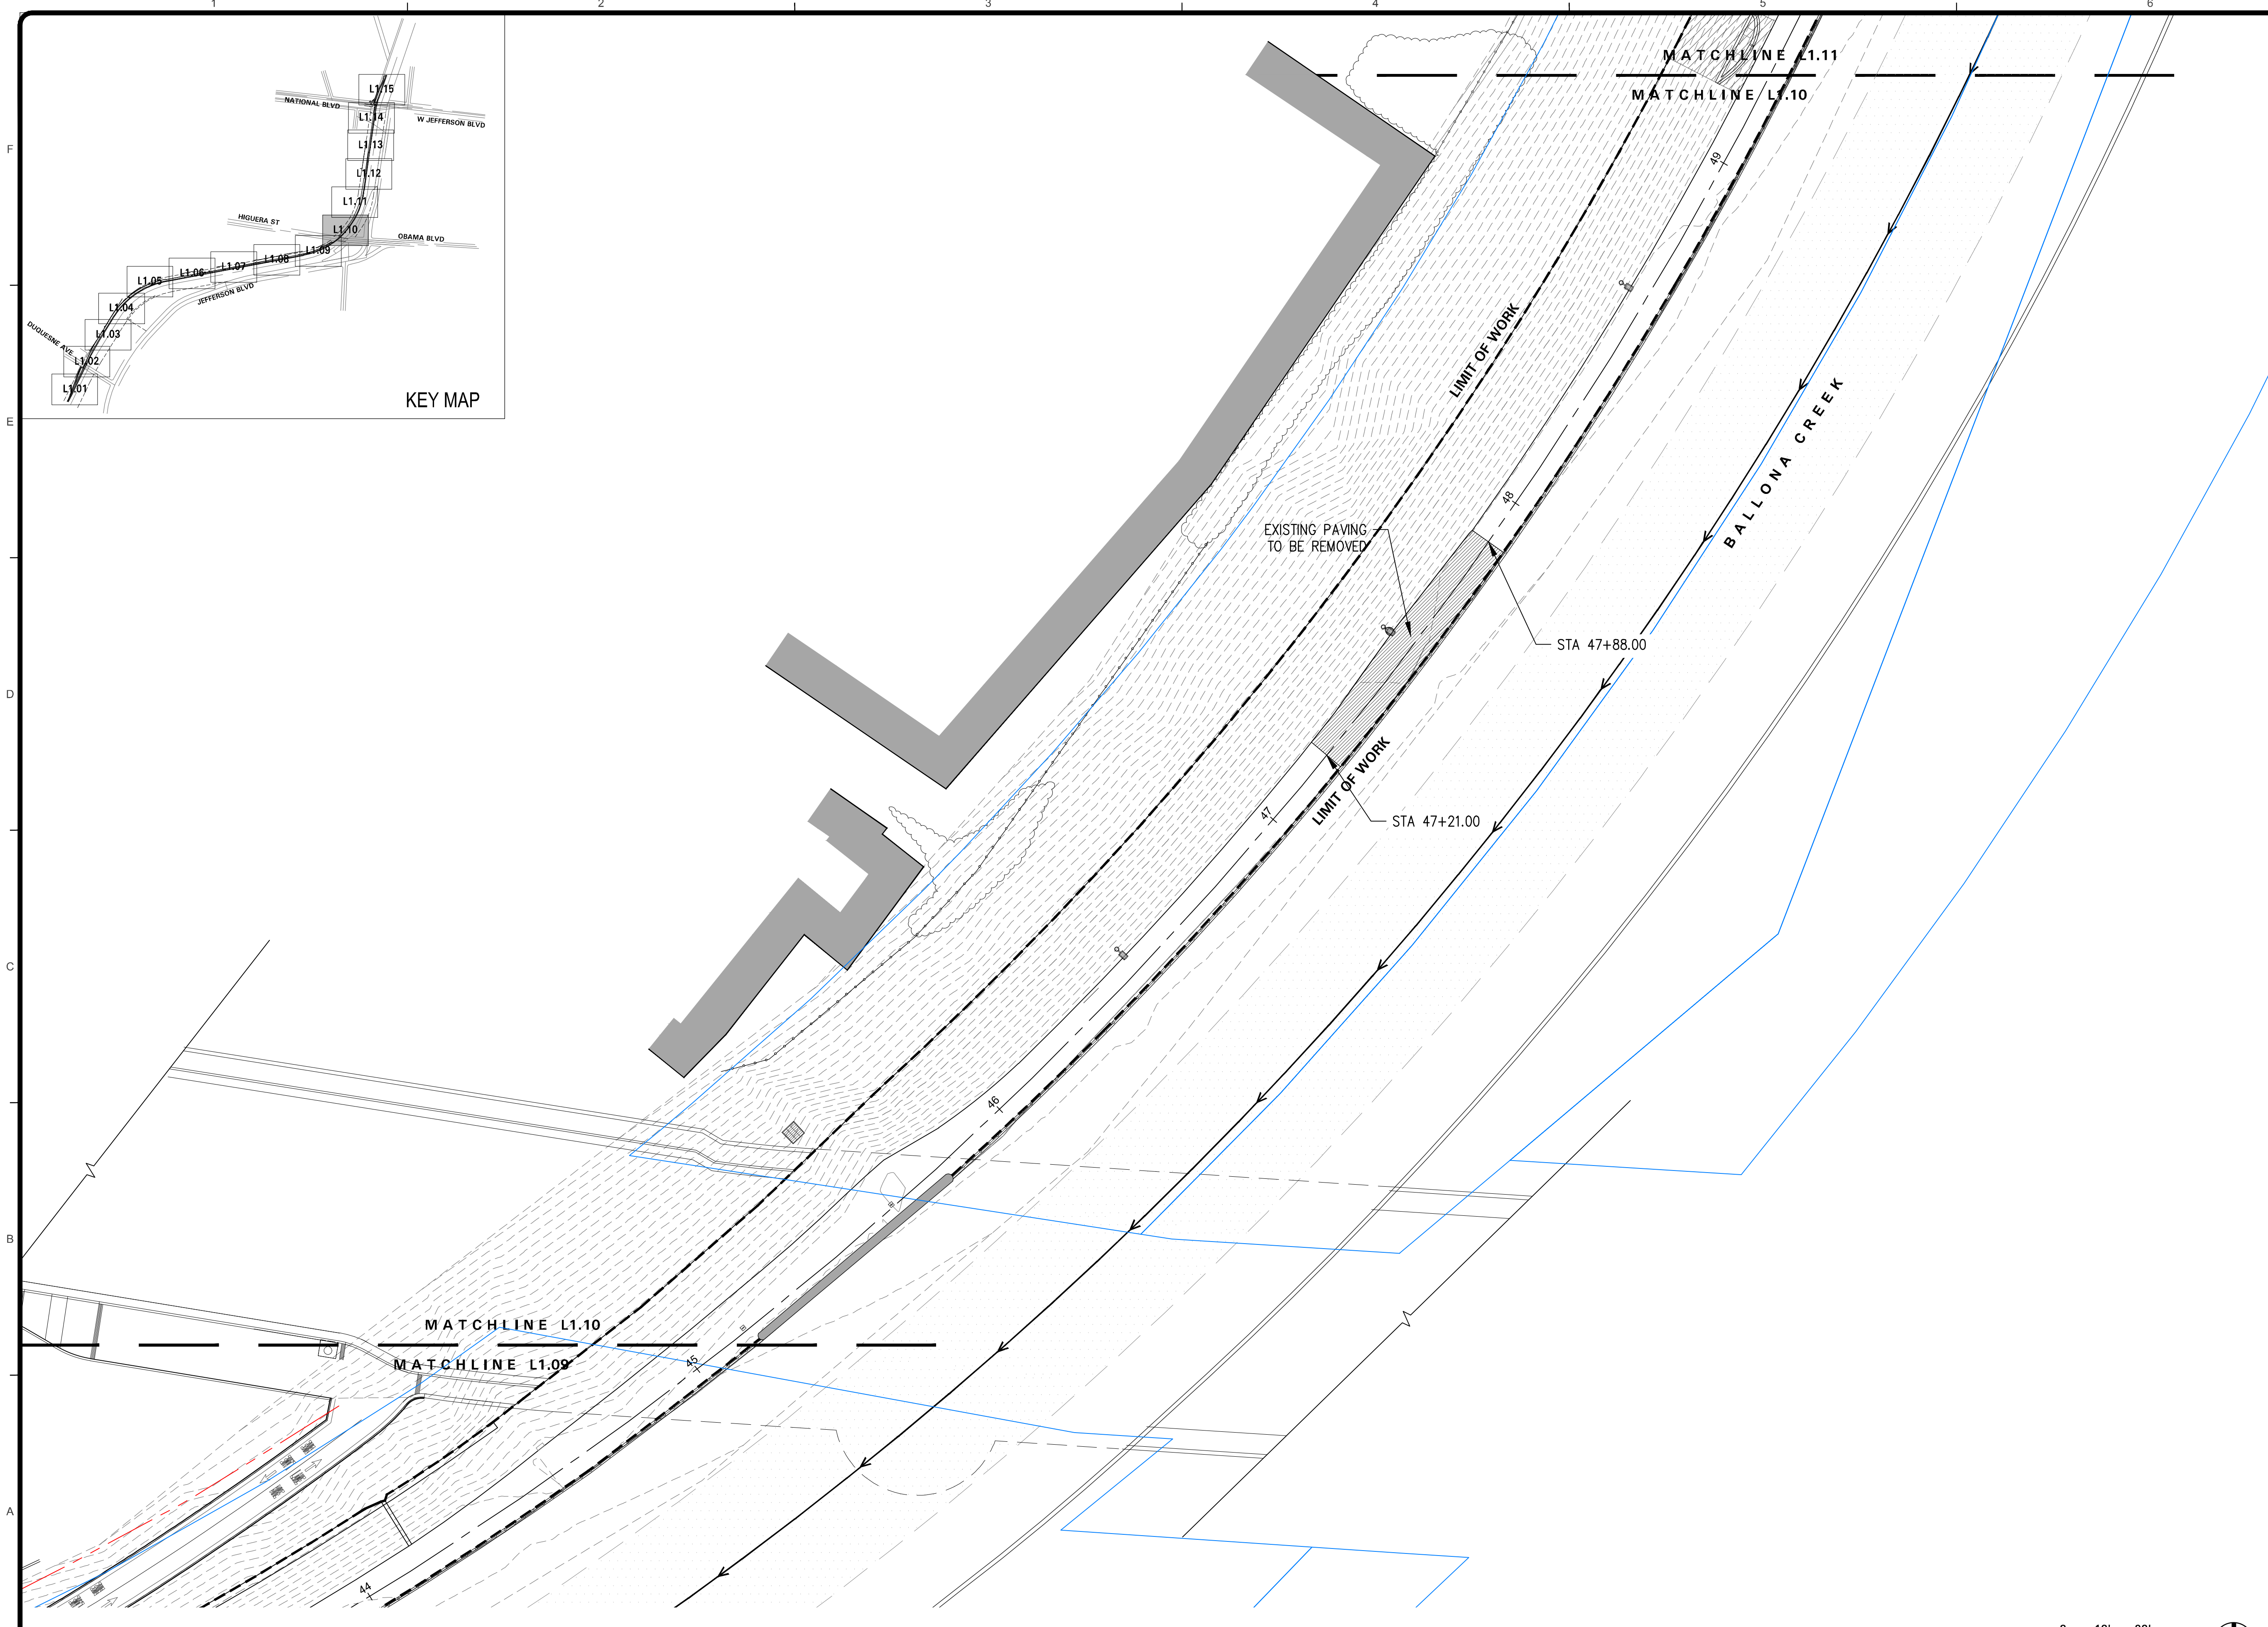 1 2 3 4 5 6
F
E
D
C
B
A
L1.15
NATIONAL BLVD
W JEFFERSON BLVD
L1.14
L1.13
L1.12
L1.11
HIGUERA ST
L1.10
OBAMA BLVD
L1.09
L1.08
L1.07
L1.06
L1.05
JEFFERSON BLVD
L1.04
DUQUESNE AVE
L1.03
L1.02
L1.01
KEY MAP
MATCHLINE L1.11
MATCHLINE L1.10
49
LIMIT OF WORK
BALLONA CREEK
48
EXISTING PAVING
TO BE REMOVED
STA 47+88.00
LIMIT OF WORK
47
STA 47+21.00
46
MATCHLINE L1.10
MATCHLINE L1.09
45
44